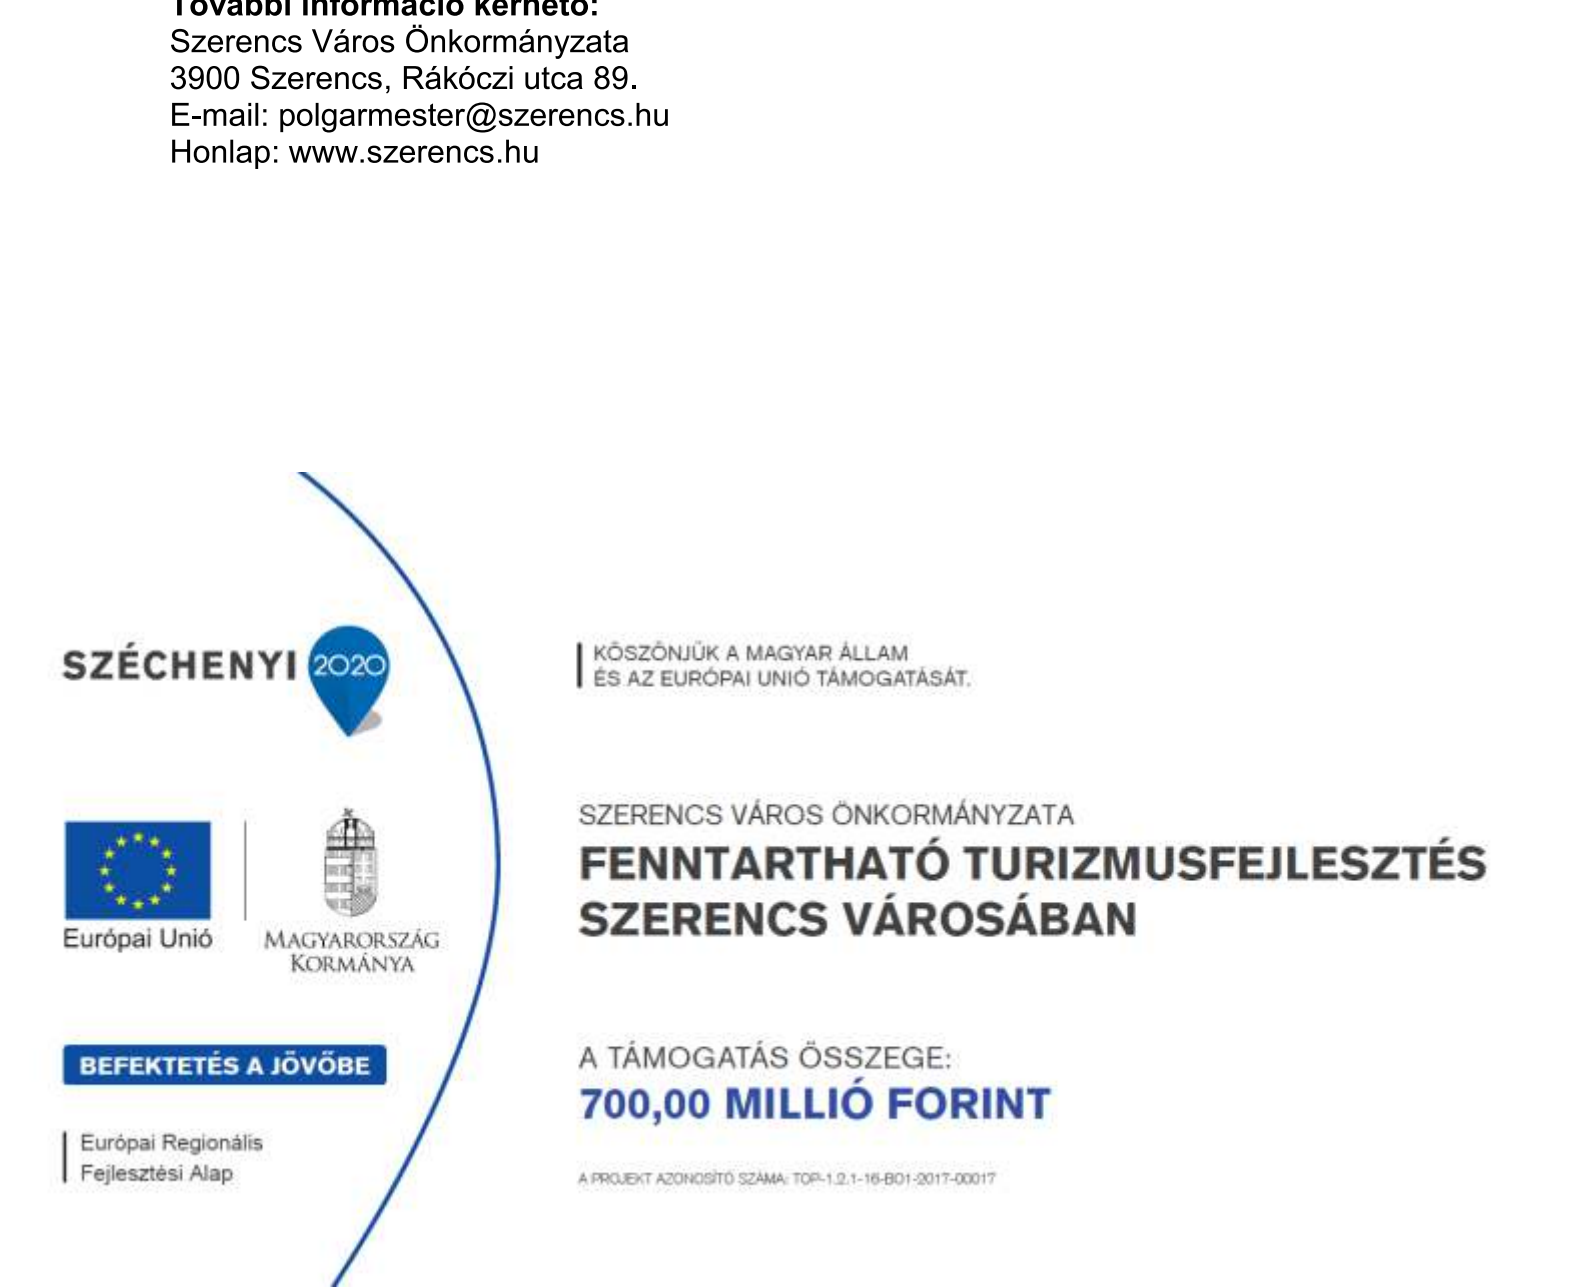 További információ kérhető:
Szerencs Város Önkormányzata
3900 Szerencs, Rákóczi utca 89.
E-mail: polgarmester@szerencs.hu
Honlap: www.szerencs.hu
SZÉCHENYI 2020
KÖSZÖNJÜK A MAGYAR ÁLLAM
ÉS AZ EURÓPAI UNIÓ TÁMOGATÁSÁT.
Európai Unió
MAGYARORSZÁG
KORMÁNYA
SZERENCS VÁROS ÖNKORMÁNYZATA
FENNTARTHATÓ TURIZMUSFEJLESZTÉS
SZERENCS VÁROSÁBAN
BEFEKTETÉS A JÖVŐBE
Európai Regionális
Fejlesztési Alap
A TÁMOGATÁS ÖSSZEGE:
700,00 MILLIÓ FORINT
A PROJEKT AZONOSÍTÓ SZÁMA: TOP-1.2.1-16-BO1-2017-00017